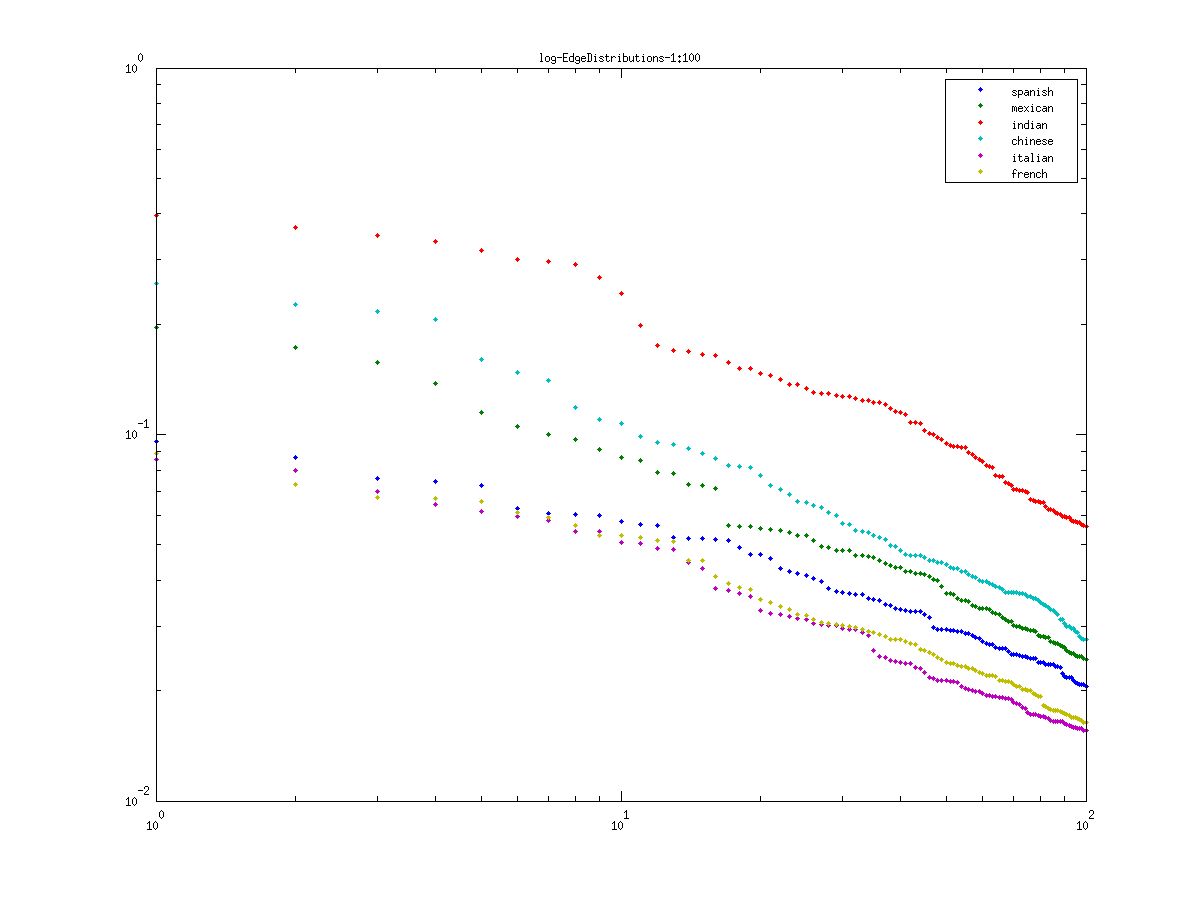 log-EdgeDistributions-1:100
10^0
spanish
mexican
indian
chinese
italian
french
10^-1
10^-2
10^0
10^1
10^2